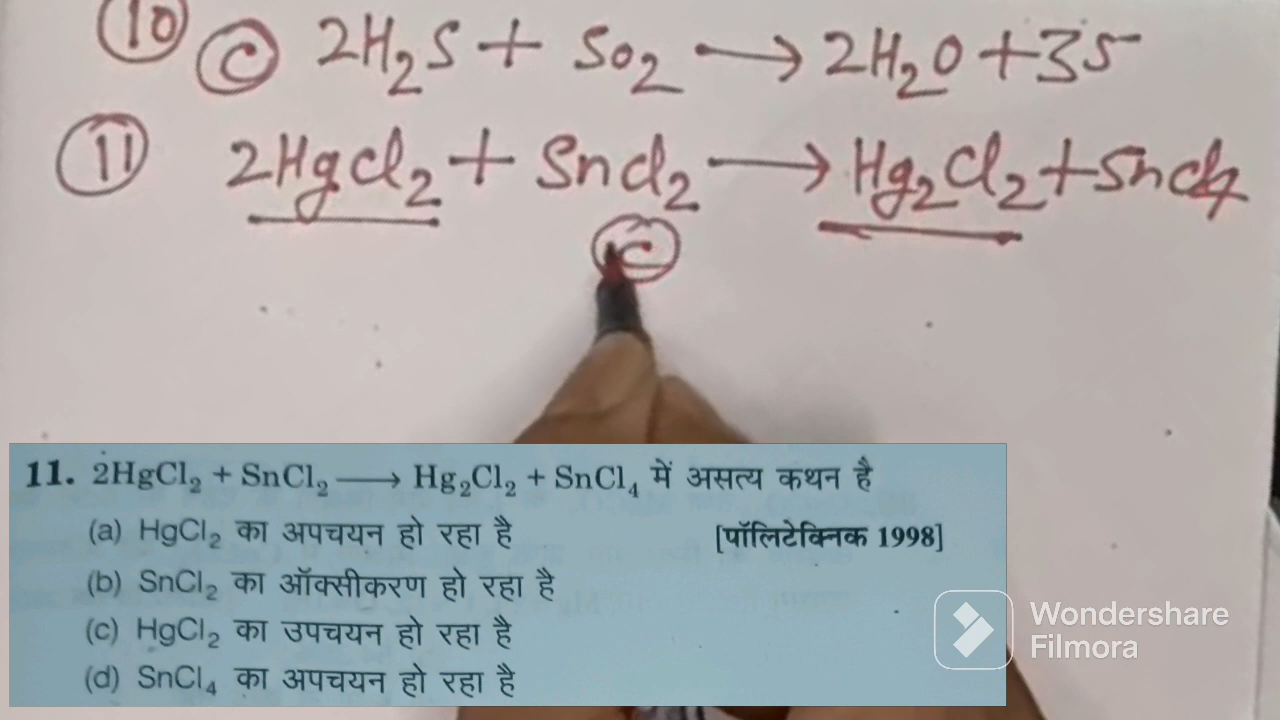 10 c 2H₂S + SO₂ → 2H₂O + 3S
11 2HgCl₂ + SnCl₂ → Hg₂Cl₂ + SnCl₄
c
11. 2HgCl₂ + SnCl₂ ⟶ Hg₂Cl₂ + SnCl₄ में असत्य कथन है
(a) HgCl₂ का अपचयन हो रहा है [पॉलिटेक्निक 1998]
(b) SnCl₂ का ऑक्सीकरण हो रहा है
(c) HgCl₂ का उपचयन हो रहा है
(d) SnCl₄ का अपचयन हो रहा है
Wondershare
Filmora